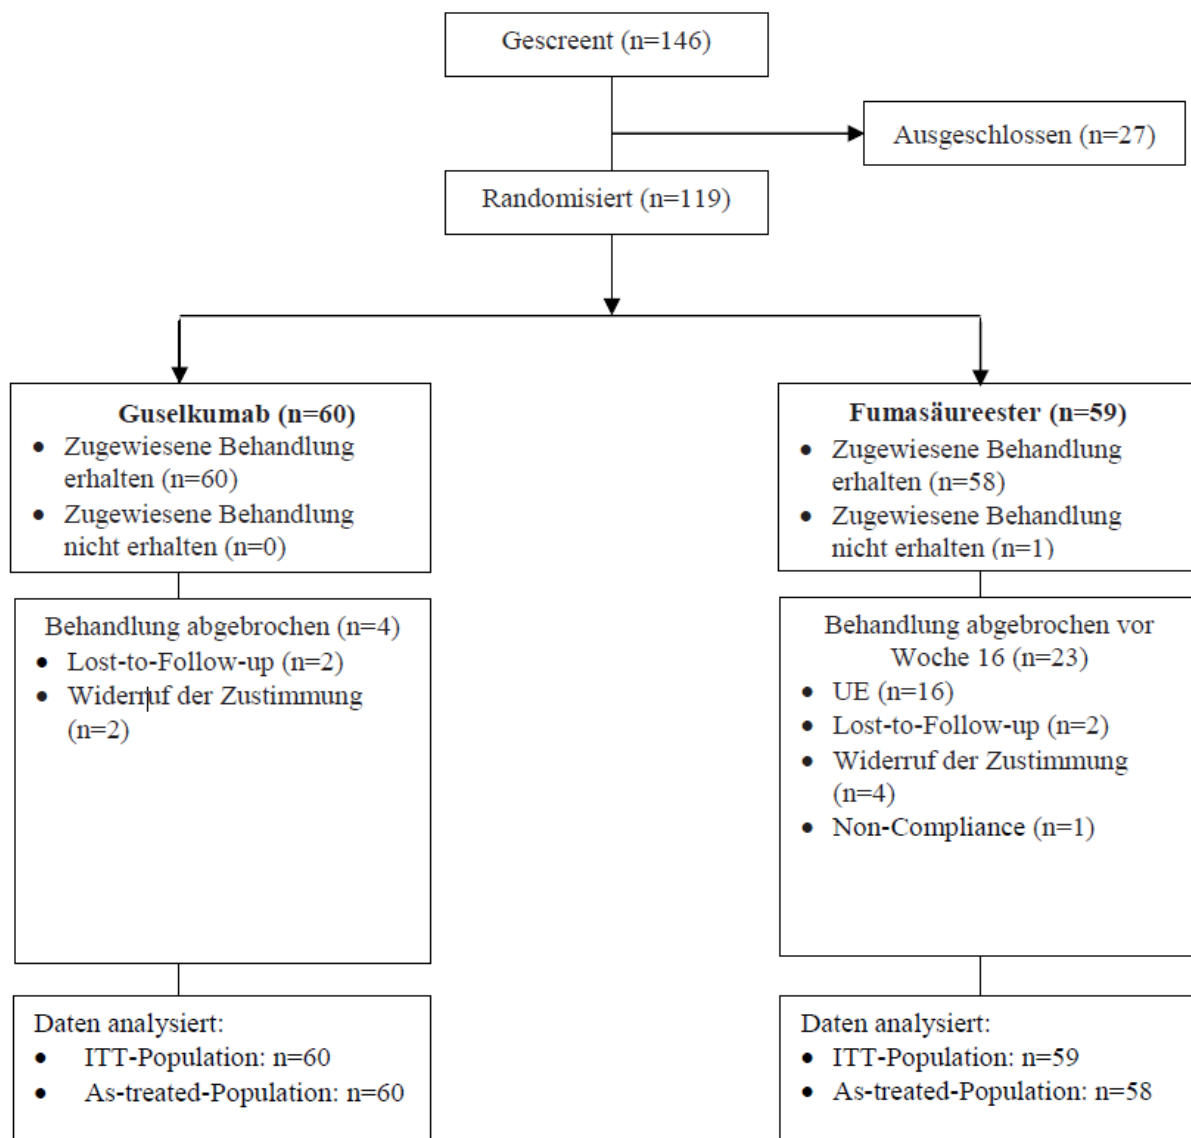 Gescreent (n=146)
Ausgeschlossen (n=27)
Randomisiert (n=119)
Guselkumab (n=60)
• Zugewiesene Behandlung
erhalten (n=60)
• Zugewiesene Behandlung
nicht erhalten (n=0)
Fumasäureester (n=59)
• Zugewiesene Behandlung
erhalten (n=58)
• Zugewiesene Behandlung
nicht erhalten (n=1)
Behandlung abgebrochen (n=4)
• Lost-to-Follow-up (n=2)
• Widerruf der Zustimmung
(n=2)
Behandlung abgebrochen vor
Woche 16 (n=23)
• UE (n=16)
• Lost-to-Follow-up (n=2)
• Widerruf der Zustimmung
(n=4)
• Non-Compliance (n=1)
Daten analysiert:
• ITT-Population: n=60
• As-treated-Population: n=60
Daten analysiert:
• ITT-Population: n=59
• As-treated-Population: n=58